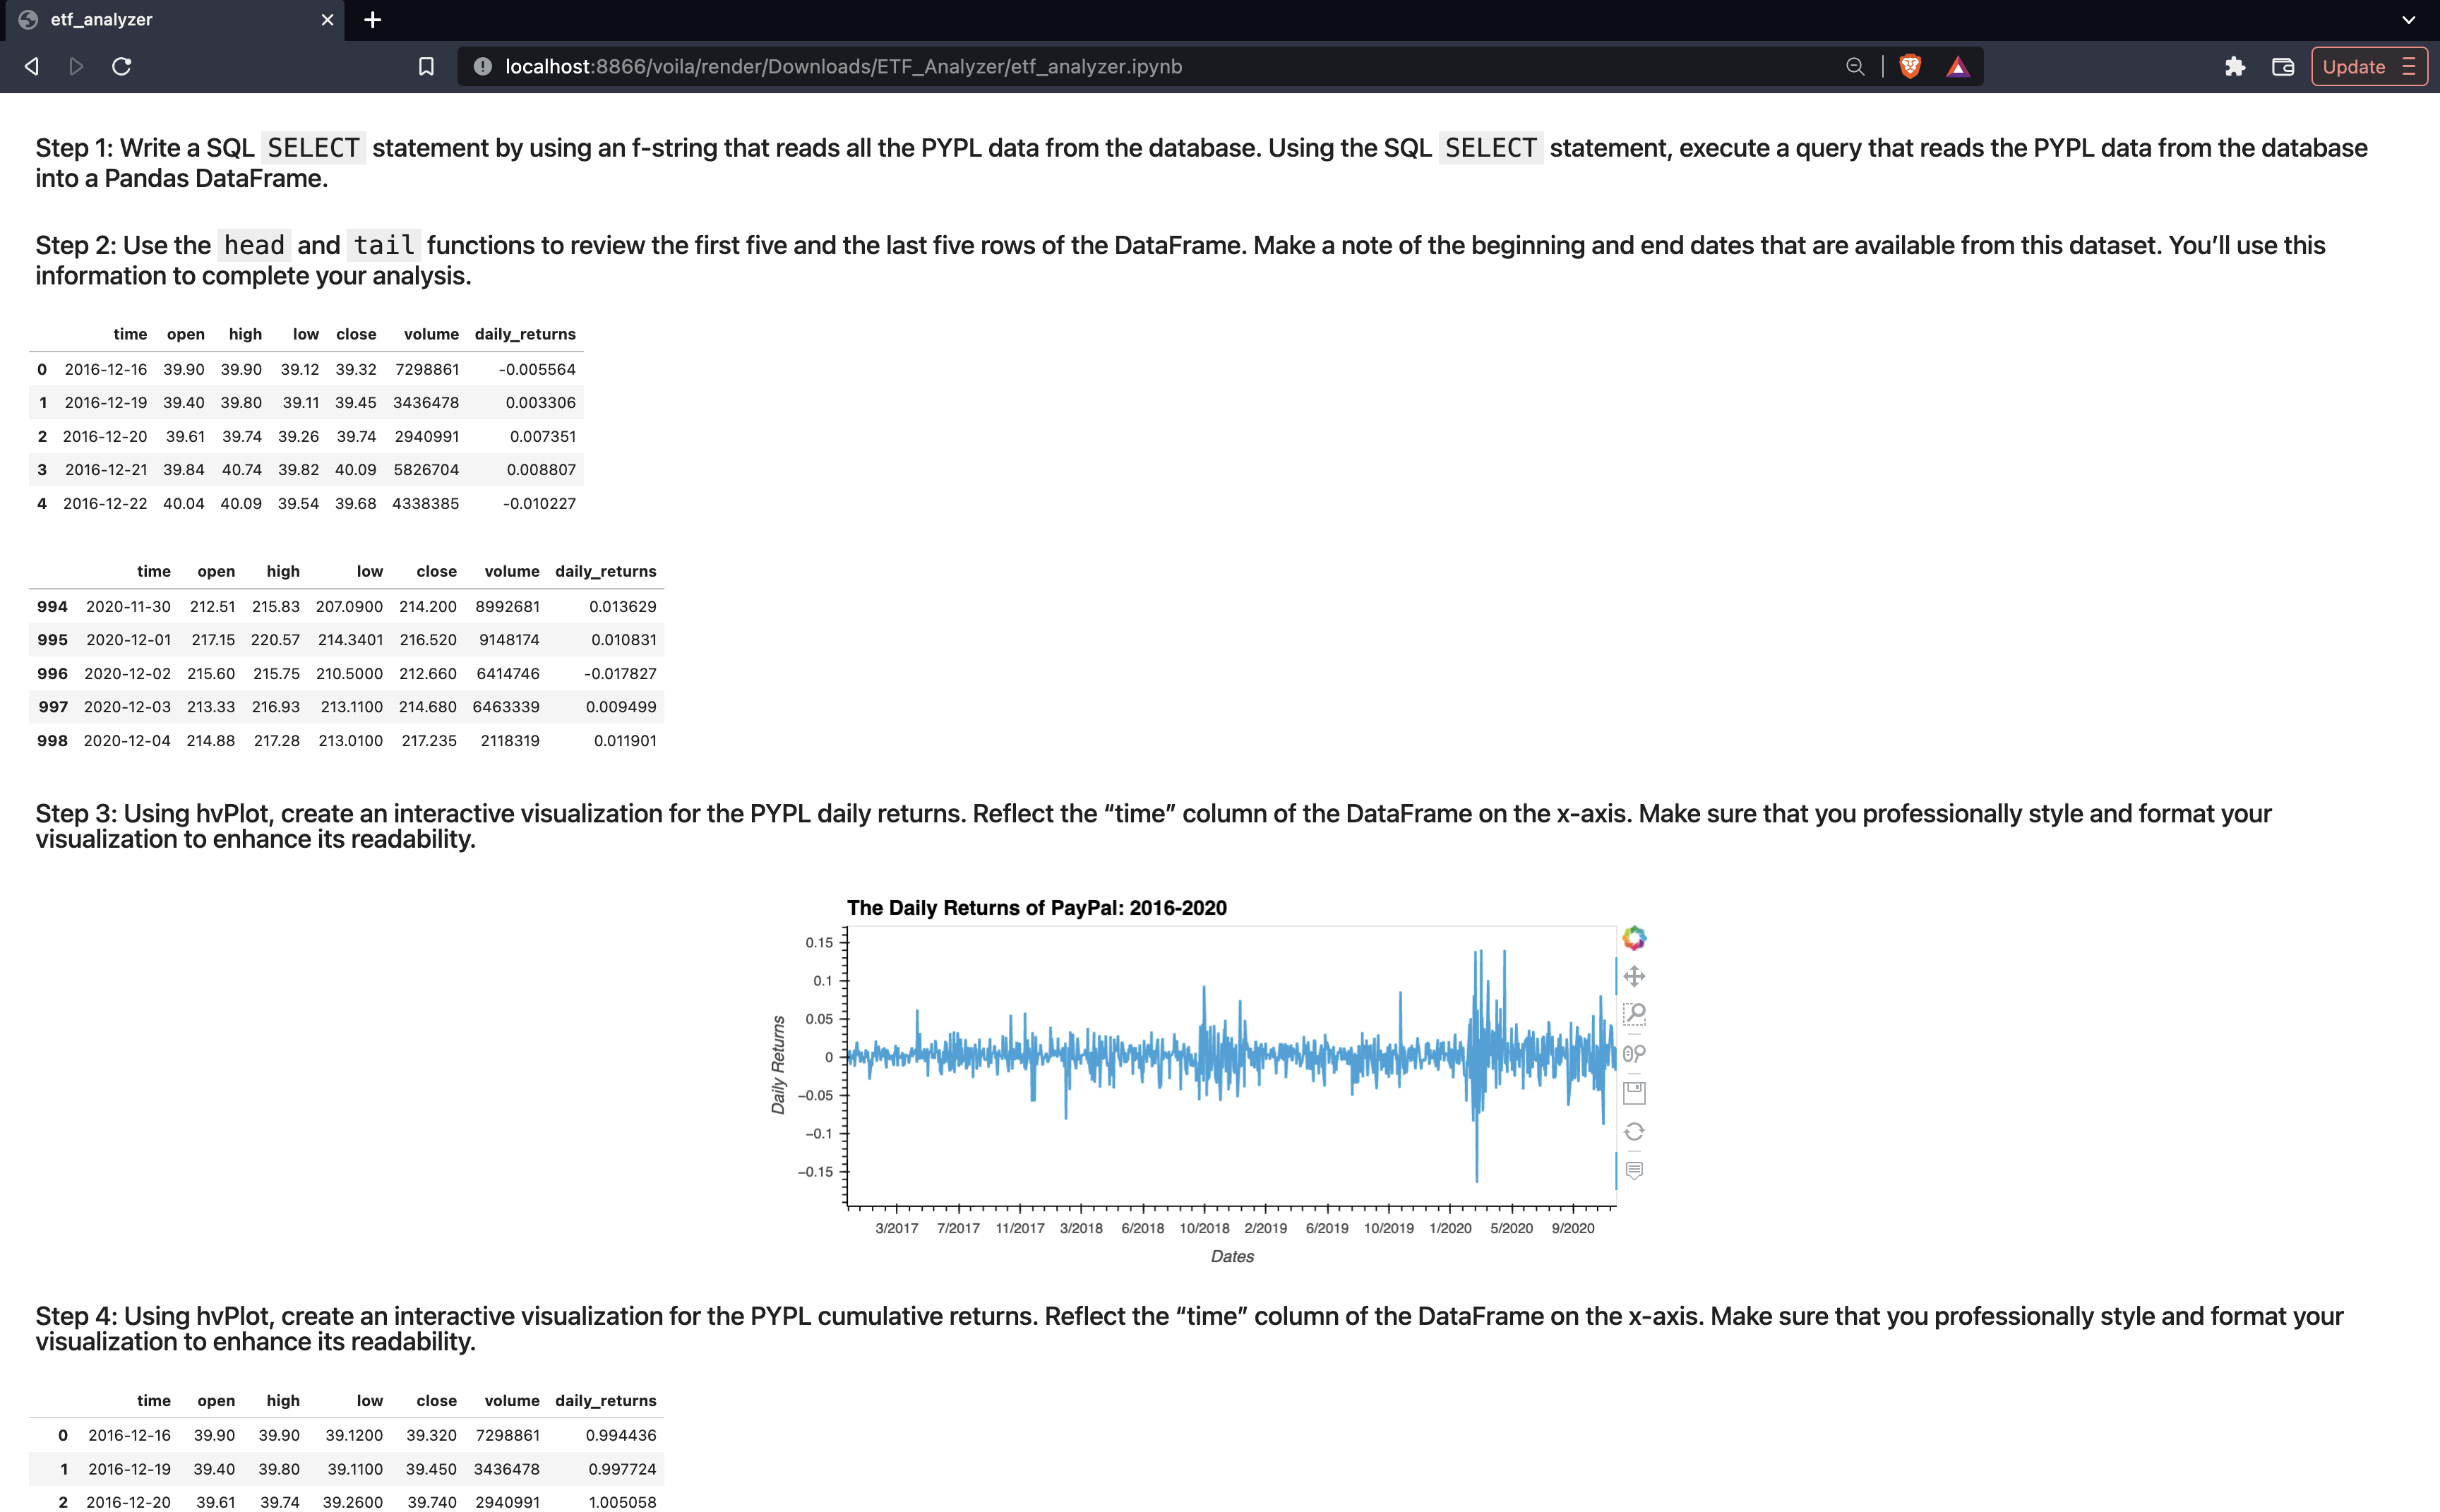 etf_analyzer
localhost:8866/voila/render/Downloads/ETF_Analyzer/etf_analyzer.ipynb
Update
Step 1: Write a SQL SELECT statement by using an f-string that reads all the PYPL data from the database. Using the SQL SELECT statement, execute a query that reads the PYPL data from the database
into a Pandas DataFrame.
Step 2: Use the head and tail functions to review the first five and the last five rows of the DataFrame. Make a note of the beginning and end dates that are available from this dataset. You’ll use this
information to complete your analysis.
time open high low close volume daily_returns
0 2016-12-16 39.90 39.90 39.12 39.32 7298861 -0.005564
1 2016-12-19 39.40 39.80 39.11 39.45 3436478 0.003306
2 2016-12-20 39.61 39.74 39.26 39.74 2940991 0.007351
3 2016-12-21 39.84 40.74 39.82 40.09 5826704 0.008807
4 2016-12-22 40.04 40.09 39.54 39.68 4338385 -0.010227
time open high low close volume daily_returns
994 2020-11-30 212.51 215.83 207.0900 214.200 8992681 0.013629
995 2020-12-01 217.15 220.57 214.3401 216.520 9148174 0.010831
996 2020-12-02 215.60 215.75 210.5000 212.660 6414746 -0.017827
997 2020-12-03 213.33 216.93 213.1100 214.680 6463339 0.009499
998 2020-12-04 214.88 217.28 213.0100 217.235 2118319 0.011901
Step 3: Using hvPlot, create an interactive visualization for the PYPL daily returns. Reflect the “time” column of the DataFrame on the x-axis. Make sure that you professionally style and format your
visualization to enhance its readability.
The Daily Returns of PayPal: 2016-2020
0.15
0.1
0.05
0
−0.05
−0.1
−0.15
Daily Returns
3/2017 7/2017 11/2017 3/2018 6/2018 10/2018 2/2019 6/2019 10/2019 1/2020 5/2020 9/2020
Dates
Step 4: Using hvPlot, create an interactive visualization for the PYPL cumulative returns. Reflect the “time” column of the DataFrame on the x-axis. Make sure that you professionally style and format your
visualization to enhance its readability.
time open high low close volume daily_returns
0 2016-12-16 39.90 39.90 39.1200 39.320 7298861 0.994436
1 2016-12-19 39.40 39.80 39.1100 39.450 3436478 0.997724
2 2016-12-20 39.61 39.74 39.2600 39.740 2940991 1.005058